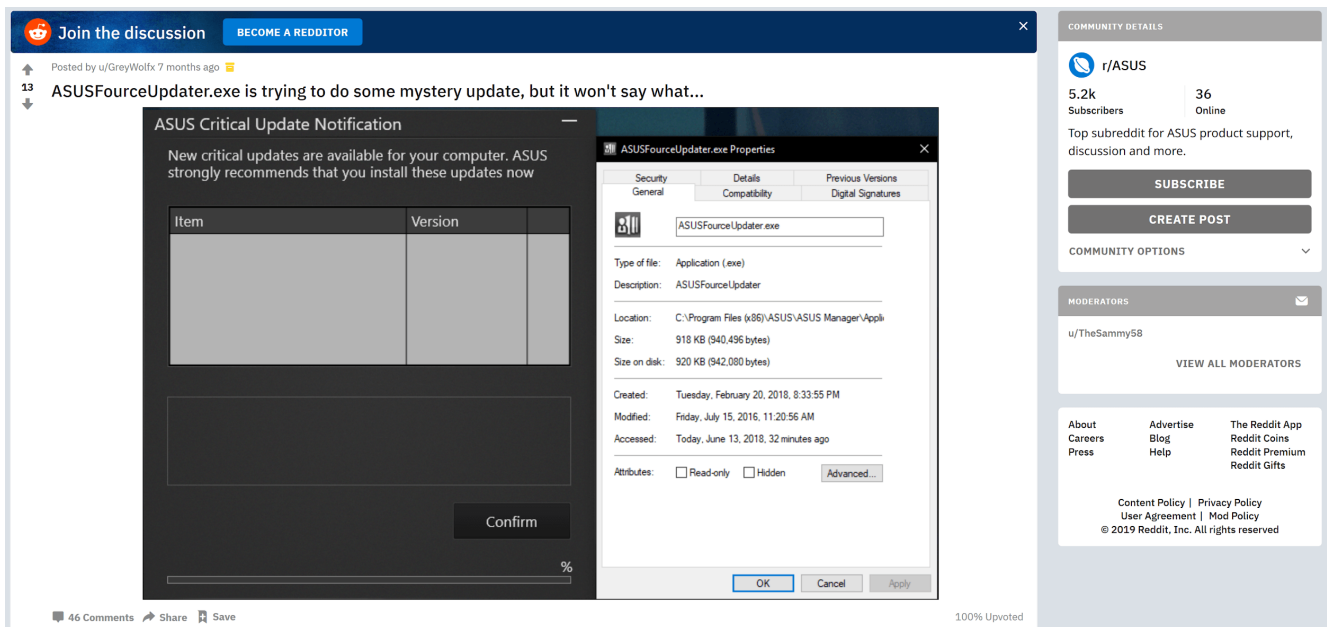 Join the discussion
BECOME A REDDITOR
Posted by u/GreyWolfx 7 months ago
13
ASUSFourceUpdater.exe is trying to do some mystery update, but it won't say what...
ASUS Critical Update Notification
New critical updates are available for your computer. ASUS
strongly recommends that you install these updates now
Item
Version
Confirm
%
ASUSFourceUpdater.exe Properties
Security
Details
Previous Versions
General
Compatibility
Digital Signatures
ASUSFourceUpdater.exe
Type of file: Application (.exe)
Description: ASUSFourceUpdater
Location: C:\Program Files (x86)\ASUS\ASUS Manager\Appli
Size: 918 KB (940,496 bytes)
Size on disk: 920 KB (942,080 bytes)
Created: Tuesday, February 20, 2018, 8:33:55 PM
Modified: Friday, July 15, 2016, 11:20:56 AM
Accessed: Today, June 13, 2018, 32 minutes ago
Attributes: Read-only Hidden Advanced...
OK
Cancel
Apply
46 Comments
Share
Save
100% Upvoted
COMMUNITY DETAILS
r/ASUS
5.2k 36
Subscribers Online
Top subreddit for ASUS product support,
discussion and more.
SUBSCRIBE
CREATE POST
COMMUNITY OPTIONS
MODERATORS
u/TheSammy58
VIEW ALL MODERATORS
About Advertise The Reddit App
Careers Blog Reddit Coins
Press Help Reddit Premium
Reddit Gifts
Content Policy | Privacy Policy
User Agreement | Mod Policy
© 2019 Reddit, Inc. All rights reserved